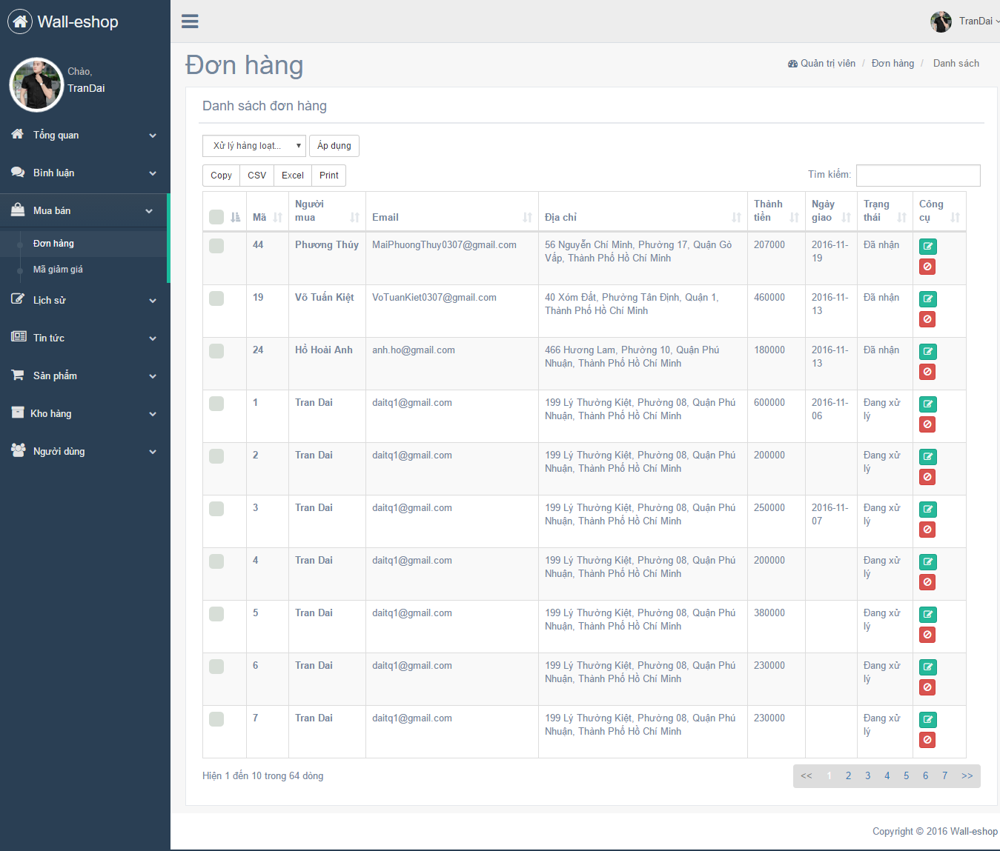 Wall-eshop
TranDai
Chào,
TranDai
Tổng quan
Bình luận
Mua bán
Đơn hàng
Mã giảm giá
Lịch sử
Tin tức
Sản phẩm
Kho hàng
Người dùng
Đơn hàng
Quản trị viên / Đơn hàng / Danh sách
Danh sách đơn hàng
Xử lý hàng loạt... Áp dụng
Copy CSV Excel Print
Tìm kiếm:
Mã Người mua Email Địa chỉ Thành tiền Ngày giao Trạng thái Công cụ
44 Phương Thúy MaiPhuongThuy0307@gmail.com 56 Nguyễn Chí Minh, Phường 17, Quận Gò 207000 2016-11- Đã nhận
Vấp, Thành Phố Hồ Chí Minh 19
19 Võ Tuấn Kiệt VoTuanKiet0307@gmail.com 40 Xóm Đất, Phường Tân Định, Quận 1, 460000 2016-11- Đã nhận
Thành Phố Hồ Chí Minh 13
24 Hồ Hoài Anh anh.ho@gmail.com 466 Hương Lam, Phường 10, Quận Phú 180000 2016-11- Đã nhận
Nhuận, Thành Phố Hồ Chí Minh 13
1 Tran Dai daitq1@gmail.com 199 Lý Thường Kiệt, Phường 08, Quận Phú 600000 2016-11- Đang xử
Nhuận, Thành Phố Hồ Chí Minh 06 lý
2 Tran Dai daitq1@gmail.com 199 Lý Thường Kiệt, Phường 08, Quận Phú 200000 Đang xử
Nhuận, Thành Phố Hồ Chí Minh lý
3 Tran Dai daitq1@gmail.com 199 Lý Thường Kiệt, Phường 08, Quận Phú 250000 2016-11- Đang xử
Nhuận, Thành Phố Hồ Chí Minh 07 lý
4 Tran Dai daitq1@gmail.com 199 Lý Thường Kiệt, Phường 08, Quận Phú 200000 Đang xử
Nhuận, Thành Phố Hồ Chí Minh lý
5 Tran Dai daitq1@gmail.com 199 Lý Thường Kiệt, Phường 08, Quận Phú 380000 Đang xử
Nhuận, Thành Phố Hồ Chí Minh lý
6 Tran Dai daitq1@gmail.com 199 Lý Thường Kiệt, Phường 08, Quận Phú 230000 Đang xử
Nhuận, Thành Phố Hồ Chí Minh lý
7 Tran Dai daitq1@gmail.com 199 Lý Thường Kiệt, Phường 08, Quận Phú 230000 Đang xử
Nhuận, Thành Phố Hồ Chí Minh lý
Hiện 1 đến 10 trong 64 dòng
<< 1 2 3 4 5 6 7 >>
Copyright © 2016 Wall-eshop